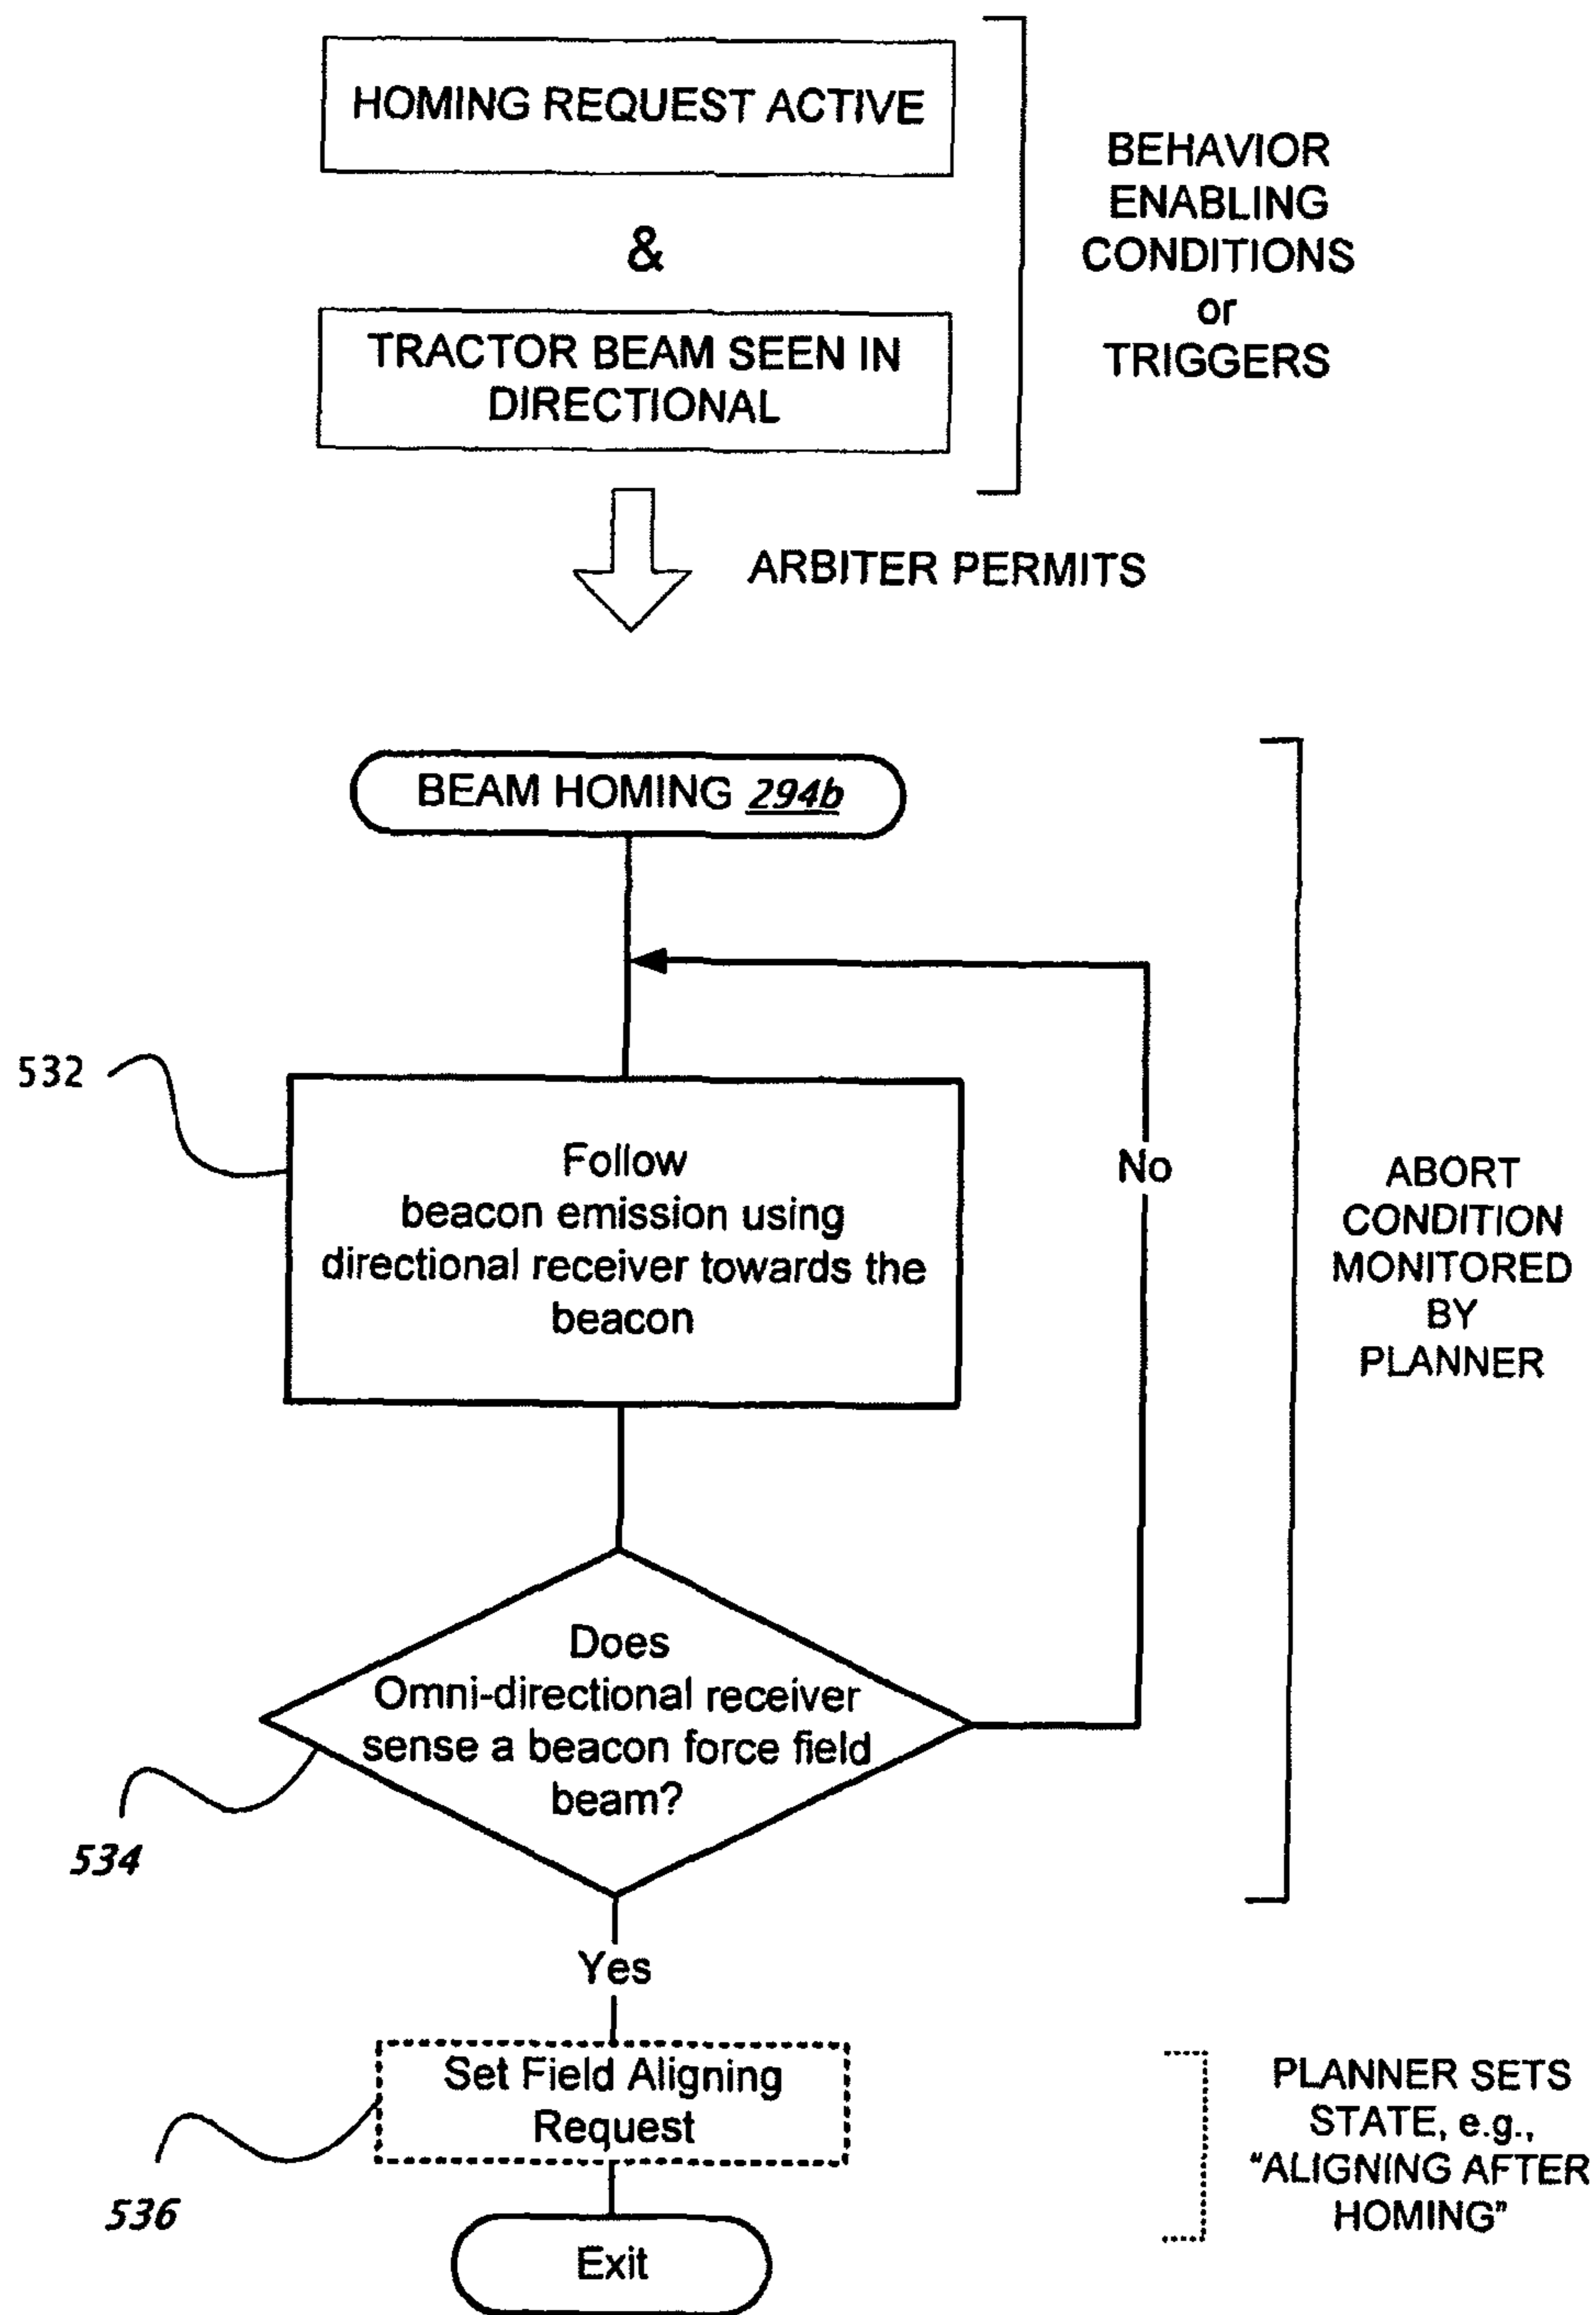 HOMING REQUEST ACTIVE
&
TRACTOR BEAM SEEN IN
DIRECTIONAL
BEHAVIOR
ENABLING
CONDITIONS
or
TRIGGERS
ARBITER PERMITS
BEAM HOMING 294b
532
Follow
beacon emission using
directional receiver towards the
beacon
No
ABORT
CONDITION
MONITORED
BY
PLANNER
Does
Omni-directional receiver
sense a beacon force field
beam?
534
Yes
Set Field Aligning
Request
536
PLANNER SETS
STATE, e.g.,
"ALIGNING AFTER
HOMING"
Exit